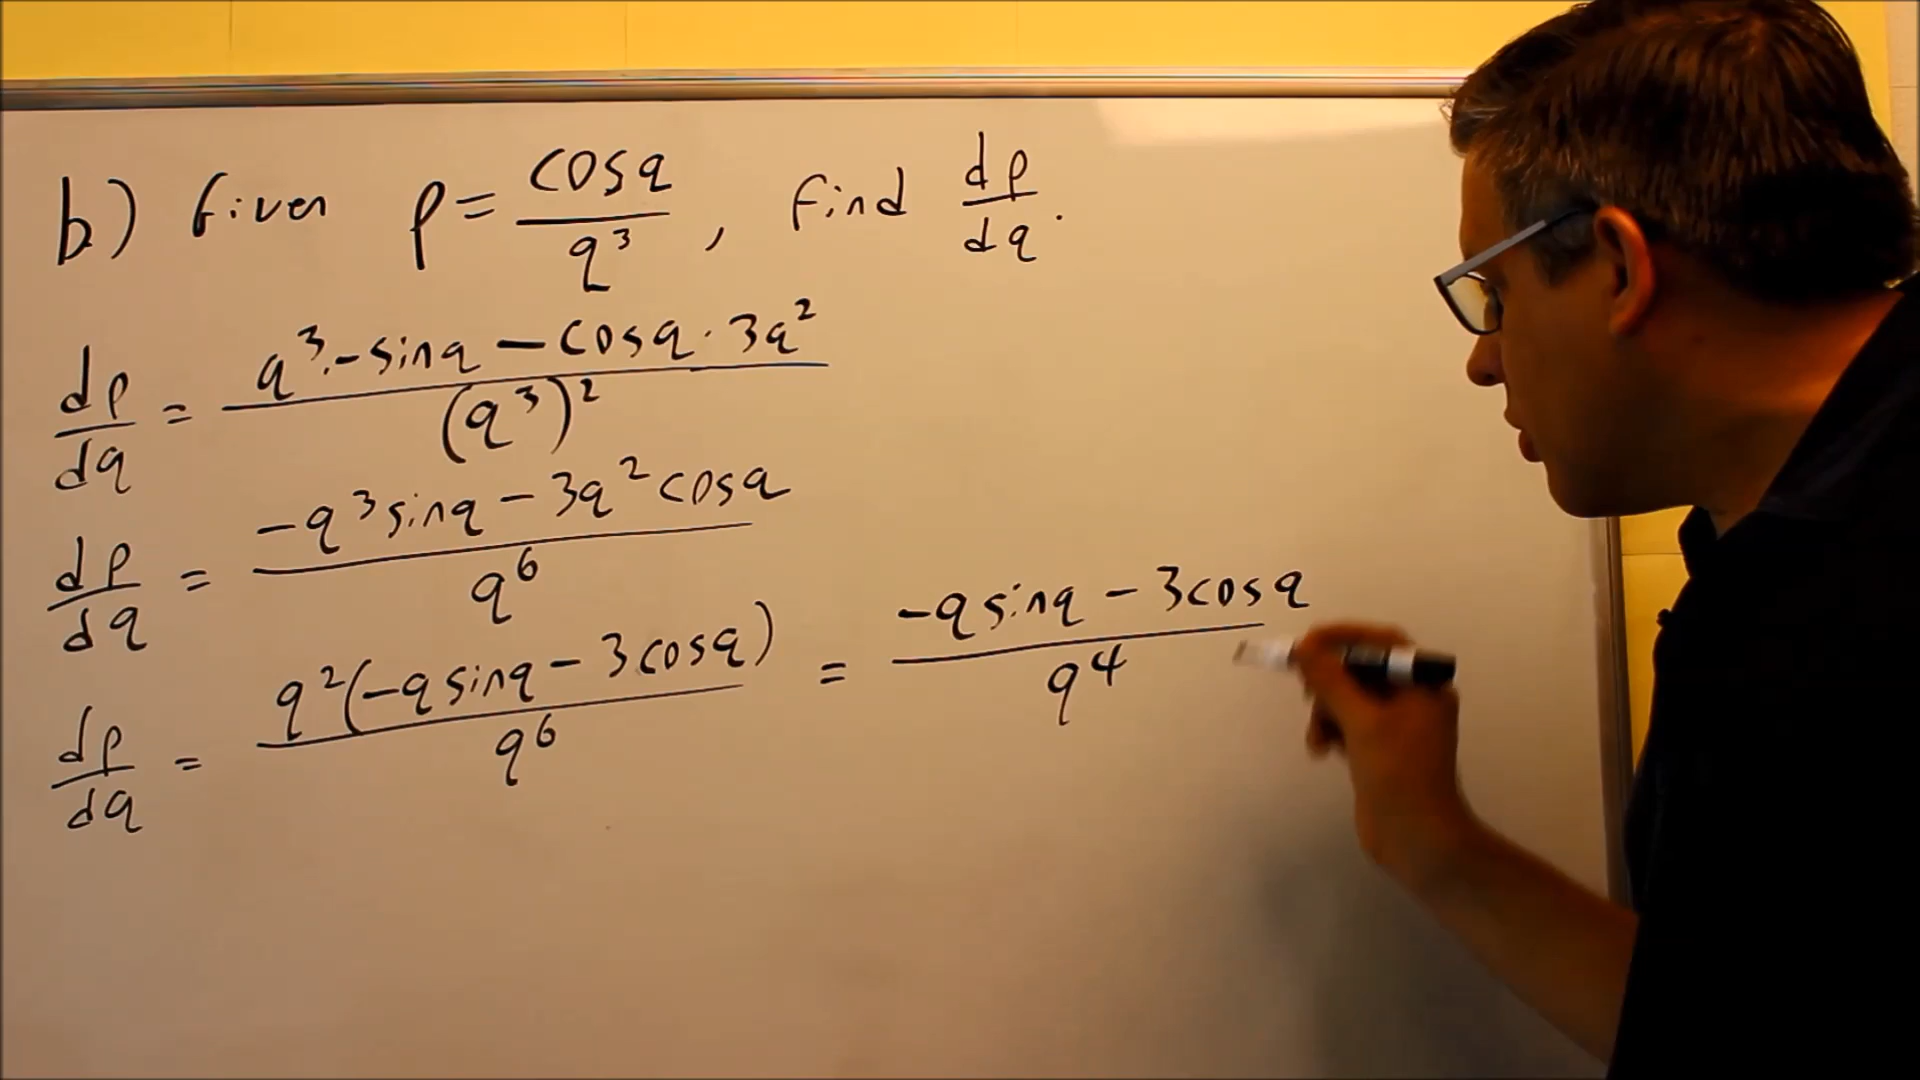 b) Given p = cosq / q³, find dp/dq.
dp/dq = q³·-sinq - cosq·3q² / (q³)²
dp/dq = -q³sinq - 3q²cosq / q⁶
dp/dq = q²(-qsinq - 3cosq) / q⁶ = -qsinq - 3cosq / q⁴